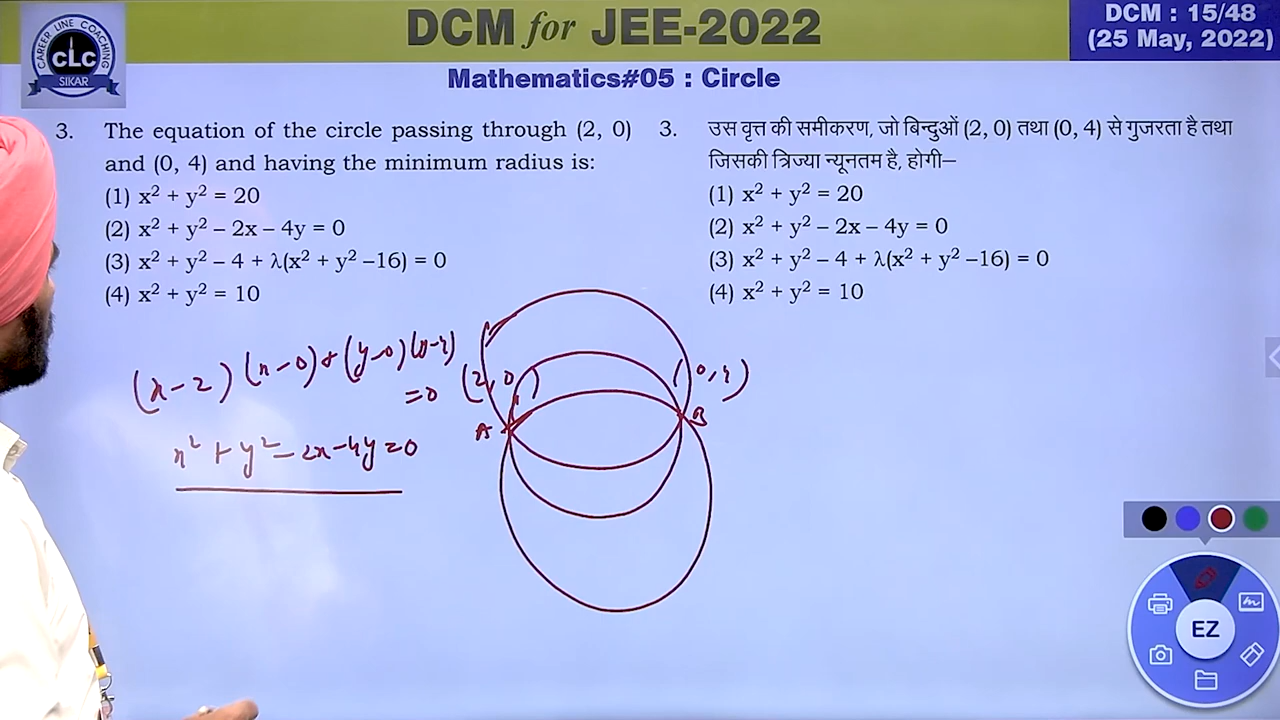 CAREER LINE COACHING
CLC
SIKAR
DCM for JEE-2022
DCM : 15/48
(25 May, 2022)
Mathematics#05 : Circle
3. The equation of the circle passing through (2, 0)
and (0, 4) and having the minimum radius is:
(1) x² + y² = 20
(2) x² + y² – 2x – 4y = 0
(3) x² + y² – 4 + λ(x² + y² –16) = 0
(4) x² + y² = 10
3. उस वृत्त की समीकरण, जो बिन्दुओं (2, 0) तथा (0, 4) से गुजरता है तथा
जिसकी त्रिज्या न्यूनतम है, होगी–
(1) x² + y² = 20
(2) x² + y² – 2x – 4y = 0
(3) x² + y² – 4 + λ(x² + y² –16) = 0
(4) x² + y² = 10
(x-2)(x-0)+(y-0)(y-4)
=0
x² + y² - 2x - 4y = 0
(2,0)
(0,4)
A
B
EZ